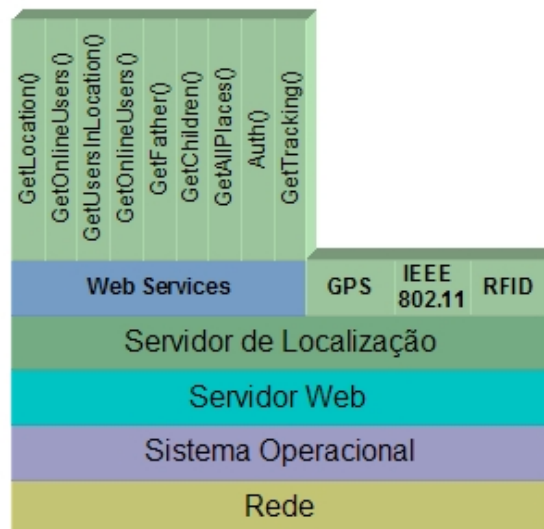 GetLocation()
GetOnlineUsers()
GetUsersInLocation()
GetOnlineUsers()
GetFather()
GetChildren()
GetAllPlaces()
Auth()
GetTracking()
Web Services
GPS
IEEE
802.11
RFID
Servidor de Localização
Servidor Web
Sistema Operacional
Rede